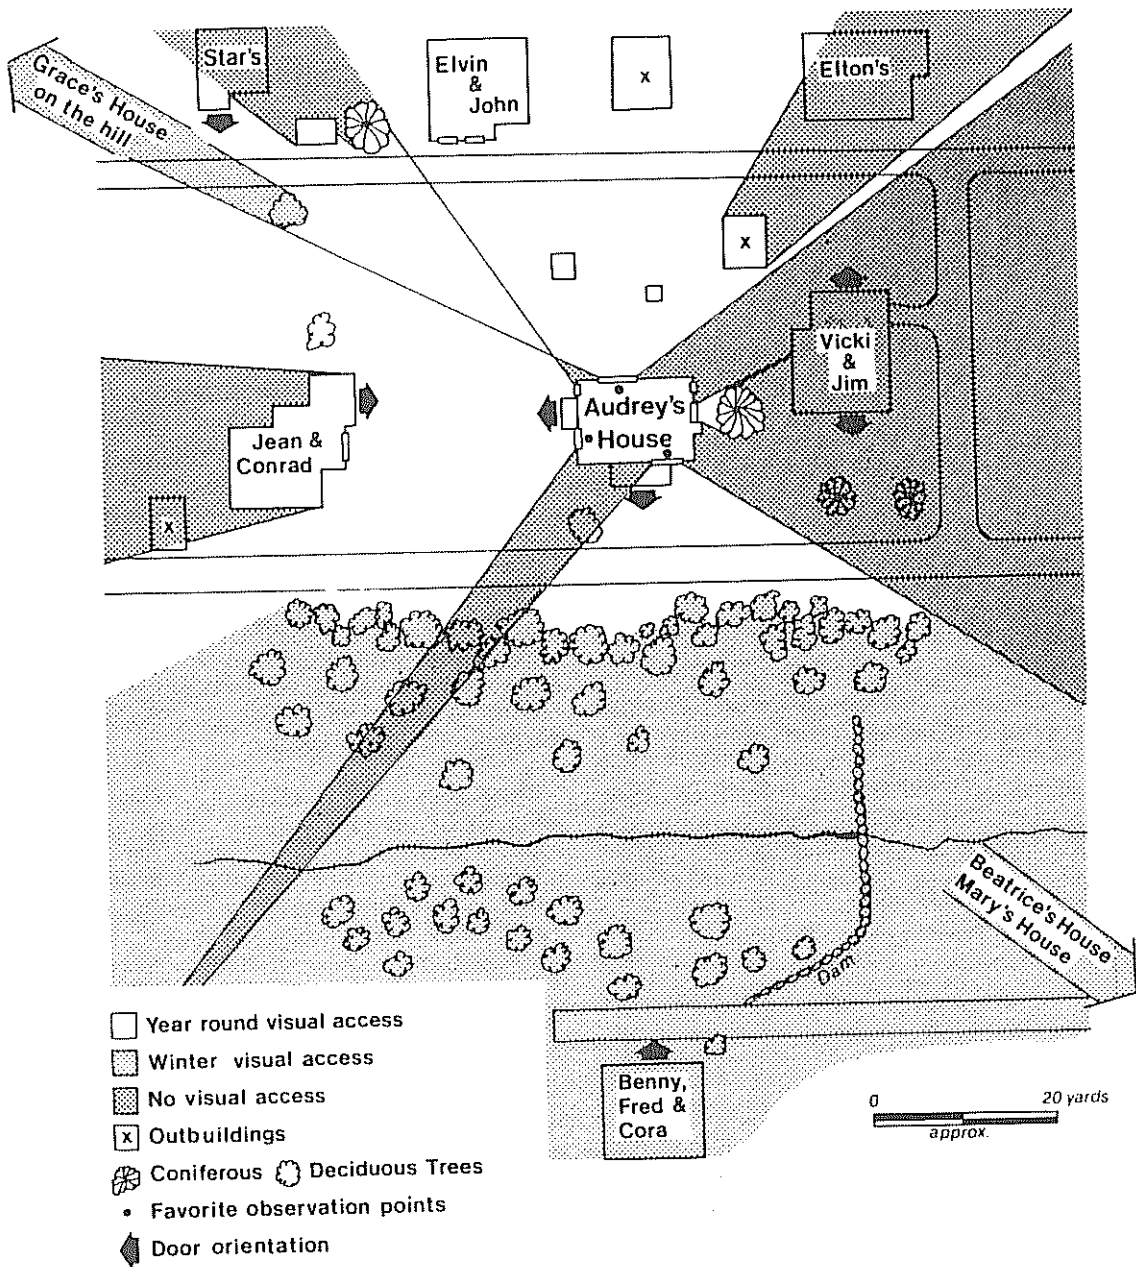 Star's
Elvin
&
John
x
Elton's
Grace's House
on the hill
x
Vicki
&
Jim
Audrey's
House
Jean &
Conrad
x
Beatrice's House
Mary's House
Dam
Year round visual access
Winter visual access
No visual access
x Outbuildings
Coniferous Deciduous Trees
Favorite observation points
Door orientation
Benny,
Fred &
Cora
0 20 yards
approx.